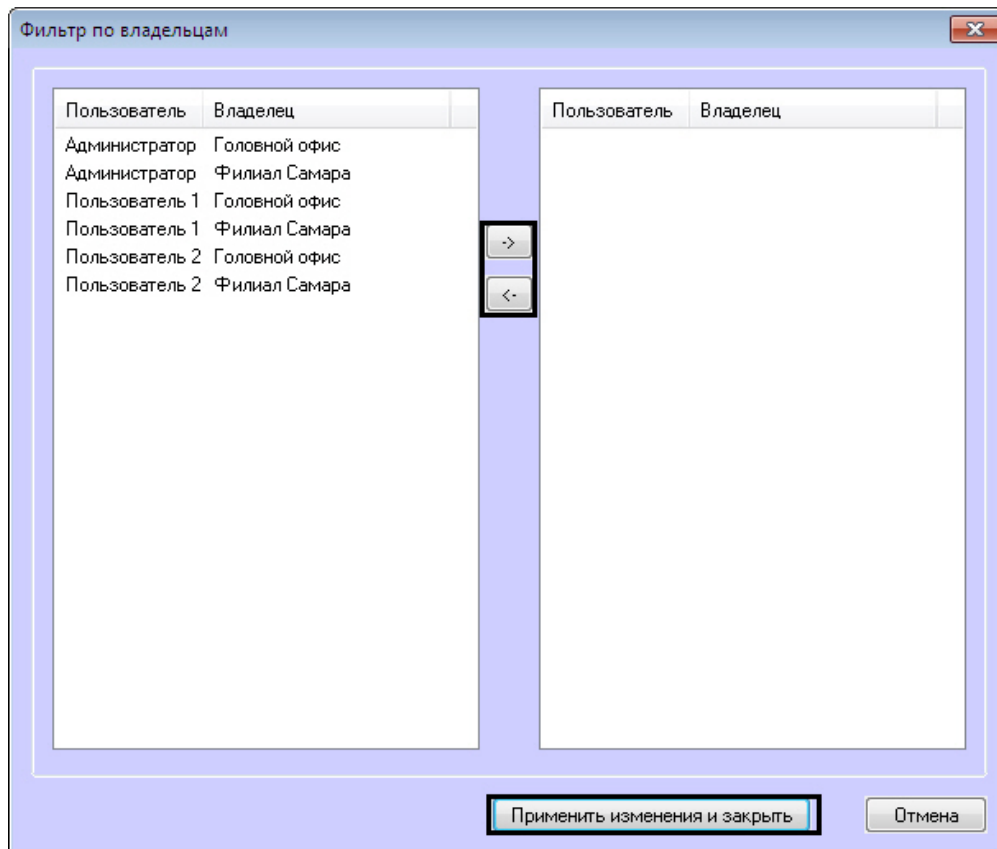 Фильтр по владельцам
Пользователь Владелец
Администратор Головной офис
Администратор Филиал Самара
Пользователь 1 Головной офис
Пользователь 1 Филиал Самара
Пользователь 2 Головной офис
Пользователь 2 Филиал Самара
->
<-
Пользователь Владелец
Применить изменения и закрыть
Отмена